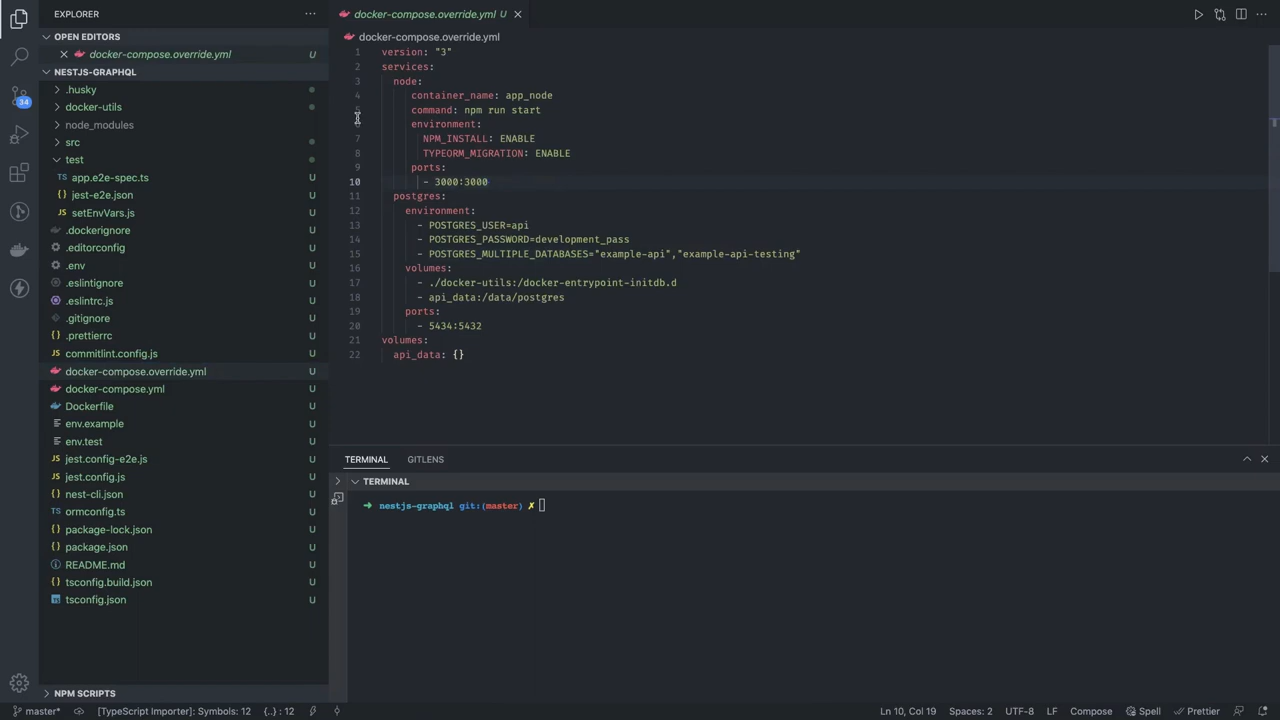 EXPLORER
OPEN EDITORS
docker-compose.override.yml U
NESTJS-GRAPHQL
.husky
docker-utils
node_modules
src
test
TS app.e2e-spec.ts U
{} jest-e2e.json U
JS setEnvVars.js U
.dockerignore U
.editorconfig U
.env U
.eslintignore U
.eslintrc.js U
.gitignore U
.prettierrc U
JS commitlint.config.js U
docker-compose.override.yml U
docker-compose.yml U
Dockerfile U
env.example U
env.test U
JS jest.config-e2e.js U
JS jest.config.js U
{} nest-cli.json U
TS ormconfig.ts U
{} package-lock.json U
{} package.json U
README.md U
{} tsconfig.build.json U
tsconfig.json U
NPM SCRIPTS
34
docker-compose.override.yml U
docker-compose.override.yml
1 version: "3"
2 services:
3 node:
4 container_name: app_node
5 command: npm run start
6 environment:
7 NPM_INSTALL: ENABLE
8 TYPEORM_MIGRATION: ENABLE
9 ports:
10 - 3000:3000
11 postgres:
12 environment:
13 - POSTGRES_USER=api
14 - POSTGRES_PASSWORD=development_pass
15 - POSTGRES_MULTIPLE_DATABASES="example-api","example-api-testing"
16 volumes:
17 - ./docker-utils:/docker-entrypoint-initdb.d
18 - api_data:/data/postgres
19 ports:
20 - 5434:5432
21 volumes:
22 api_data: {}
TERMINAL GITLENS
TERMINAL
➜ nestjs-graphql git:(master) ✗
master* [TypeScript Importer]: Symbols: 12 {..} : 12 Ln 10, Col 19 Spaces: 2 UTF-8 LF Compose Spell Prettier